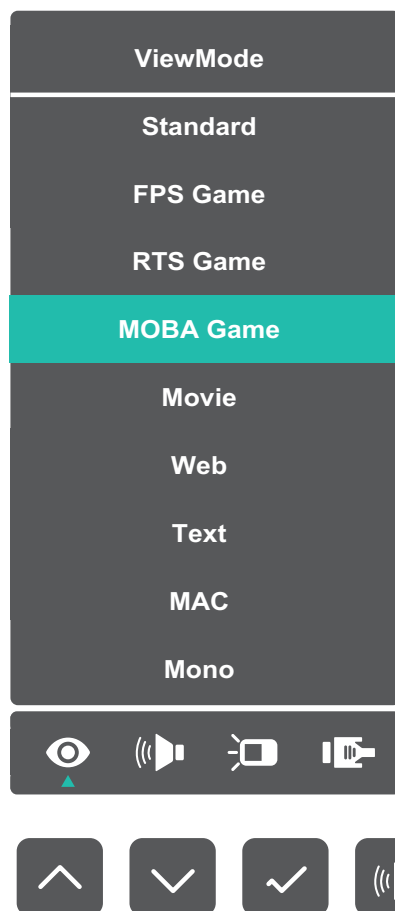 ViewMode
Standard
FPS Game
RTS Game
MOBA Game
Movie
Web
Text
MAC
Mono